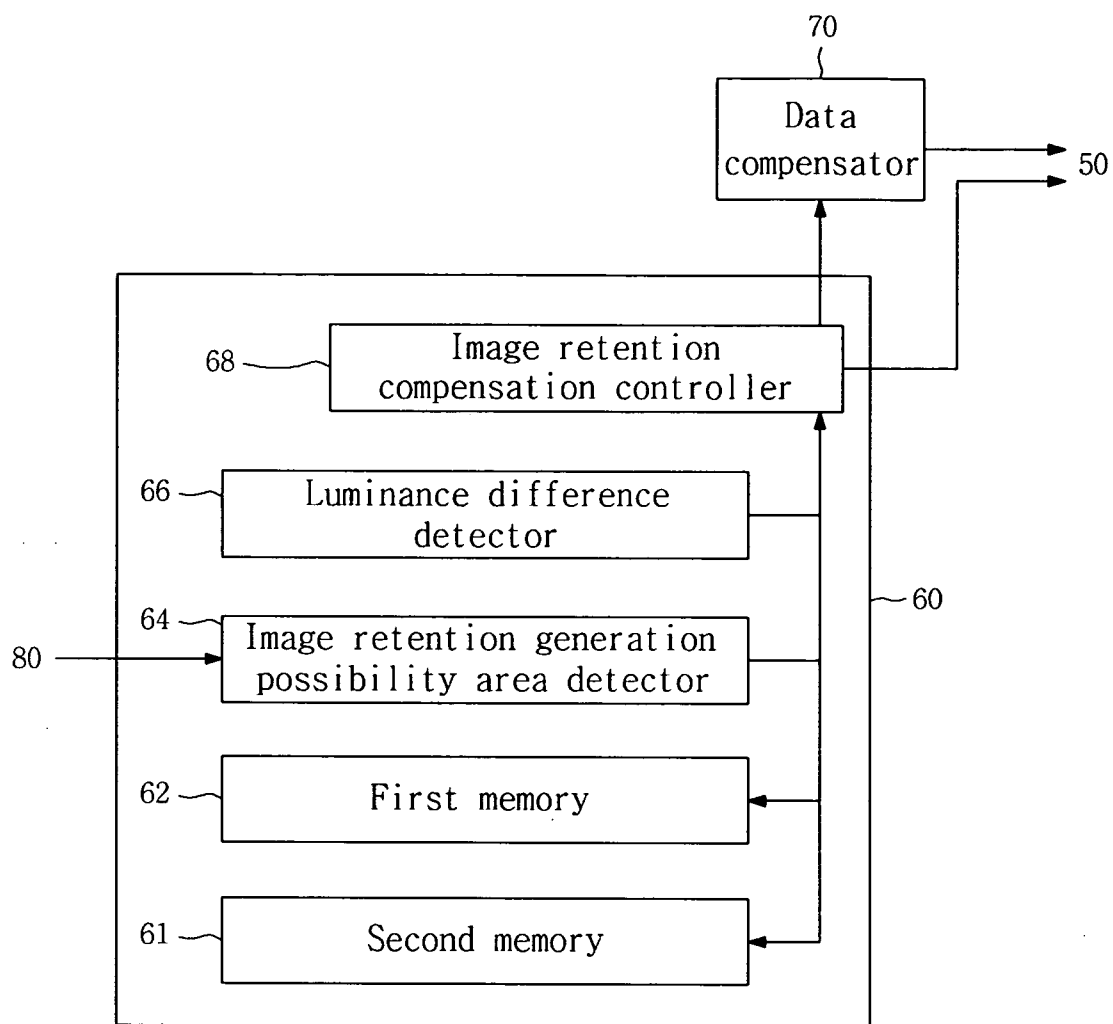 70
Data
compensator
50
68
Image retention
compensation controller
66
Luminance difference
detector
60
64
Image retention generation
possibility area detector
80
62
First memory
61
Second memory